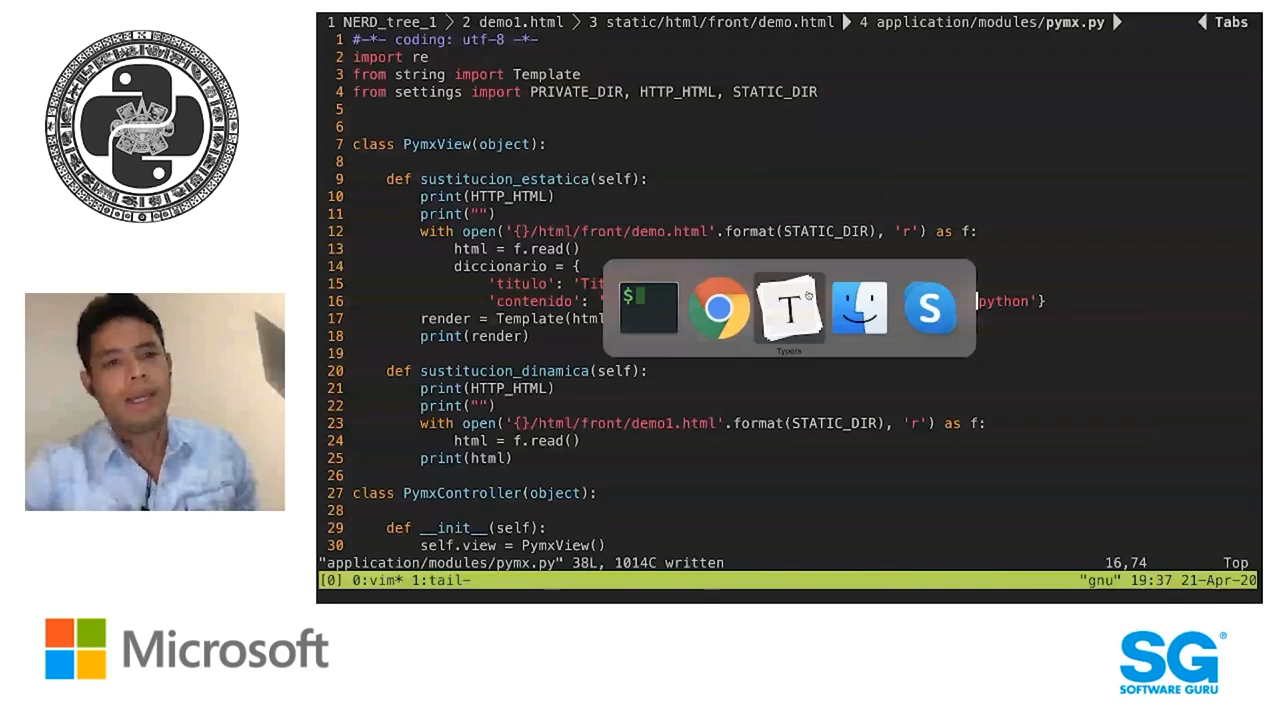 1 NERD_tree_1 > 2 demo1.html > 3 static/html/front/demo.html 4 application/modules/pymx.py Tabs
1 #-*- coding: utf-8 -*-
2 import re
3 from string import Template
4 from settings import PRIVATE_DIR, HTTP_HTML, STATIC_DIR
5
6
7 class PymxView(object):
8
9 def sustitucion_estatica(self):
10 print(HTTP_HTML)
11 print("")
12 with open('{}/html/front/demo.html'.format(STATIC_DIR), 'r') as f:
13 html = f.read()
14 diccionario = {
15 'titulo': 'Tit
16 'contenido': ' python'}
17 render = Template(html
18 print(render)
19
20 def sustitucion_dinamica(self):
21 print(HTTP_HTML)
22 print("")
23 with open('{}/html/front/demo1.html'.format(STATIC_DIR), 'r') as f:
24 html = f.read()
25 print(html)
26
27 class PymxController(object):
28
29 def __init__(self):
30 self.view = PymxView()
"application/modules/pymx.py" 38L, 1014C written 16,74 Top
[0] 0:vim* 1:tail- "gnu" 19:37 21-Apr-20
$
T
S
Typora
Microsoft
SG®
SOFTWARE GURU